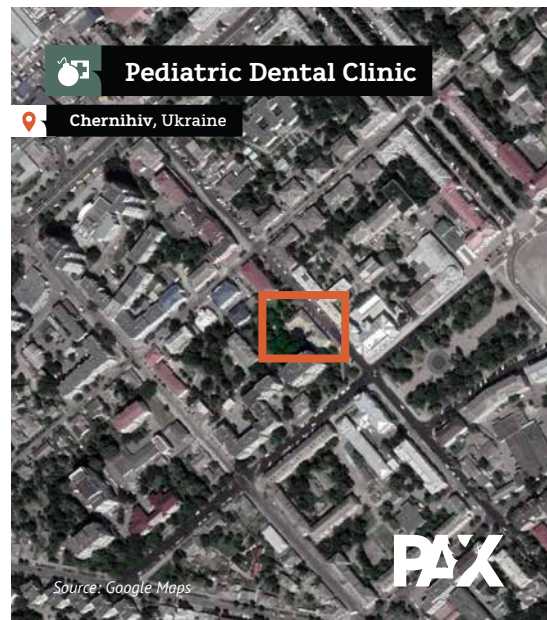 Pediatric Dental Clinic
Chernihiv, Ukraine
Source: Google Maps
PAX